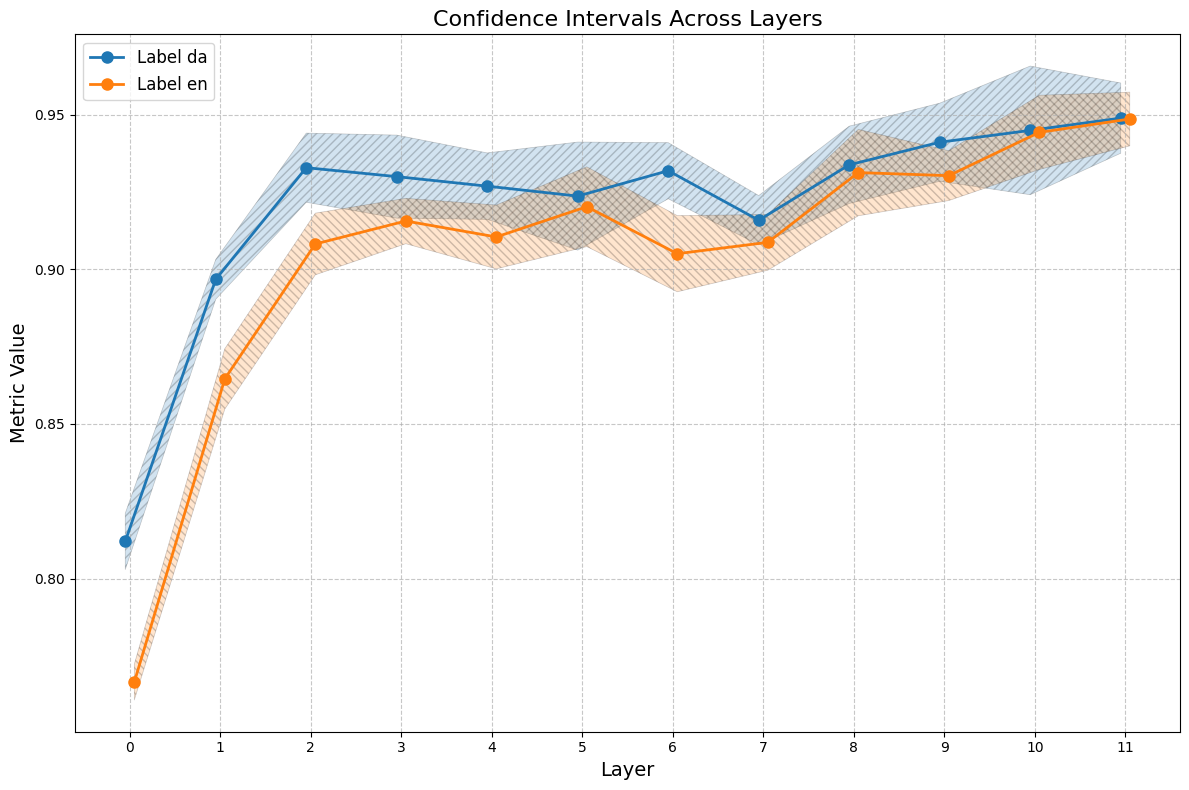 Confidence Intervals Across Layers
Label da
Label en
Metric Value
0.95
0.90
0.85
0.80
0 1 2 3 4 5 6 7 8 9 10 11
Layer